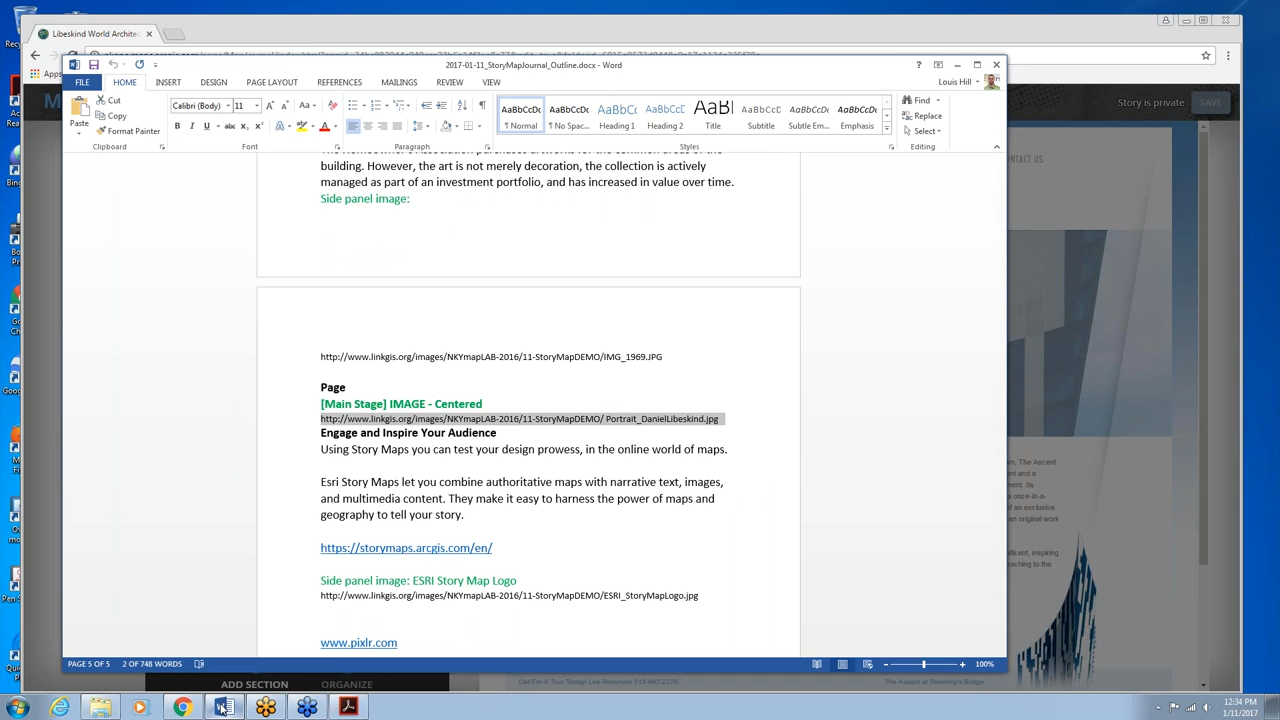 Libeskind World Architec
Apps
2017-01-11_StoryMapJournal_Outline.docx - Word
FILE HOME INSERT DESIGN PAGE LAYOUT REFERENCES MAILINGS REVIEW VIEW
Louis Hill
Story is private SAVE
Cut
Copy
Format Painter
Paste
Calibri (Body) 11
AaBbCcDc AaBbCcDc AaBbCc AaBbCc AaBl AaBbCcDc AaBbCcDc AaBbCcDc
¶ Normal ¶ No Spac... Heading 1 Heading 2 Title Subtitle Subtle Em... Emphasis
Find
Replace
Select
Clipboard Font Paragraph Styles Editing
building. However, the art is not merely decoration, the collection is actively
managed as part of an investment portfolio, and has increased in value over time.
Side panel image:
http://www.linkgis.org/images/NKYmapLAB-2016/11-StoryMapDEMO/IMG_1969.JPG
Page
[Main Stage] IMAGE - Centered
http://www.linkgis.org/images/NKYmapLAB-2016/11-StoryMapDEMO/ Portrait_DanielLibeskind.jpg
Engage and Inspire Your Audience
Using Story Maps you can test your design prowess, in the online world of maps.
Esri Story Maps let you combine authoritative maps with narrative text, images,
and multimedia content. They make it easy to harness the power of maps and
geography to tell your story.
https://storymaps.arcgis.com/en/
Side panel image: ESRI Story Map Logo
http://www.linkgis.org/images/NKYmapLAB-2016/11-StoryMapDEMO/ESRI_StoryMapLogo.jpg
www.pixlr.com
PAGE 5 OF 5 2 OF 748 WORDS
100%
ADD SECTION ORGANIZE
12:34 PM
1/11/2017